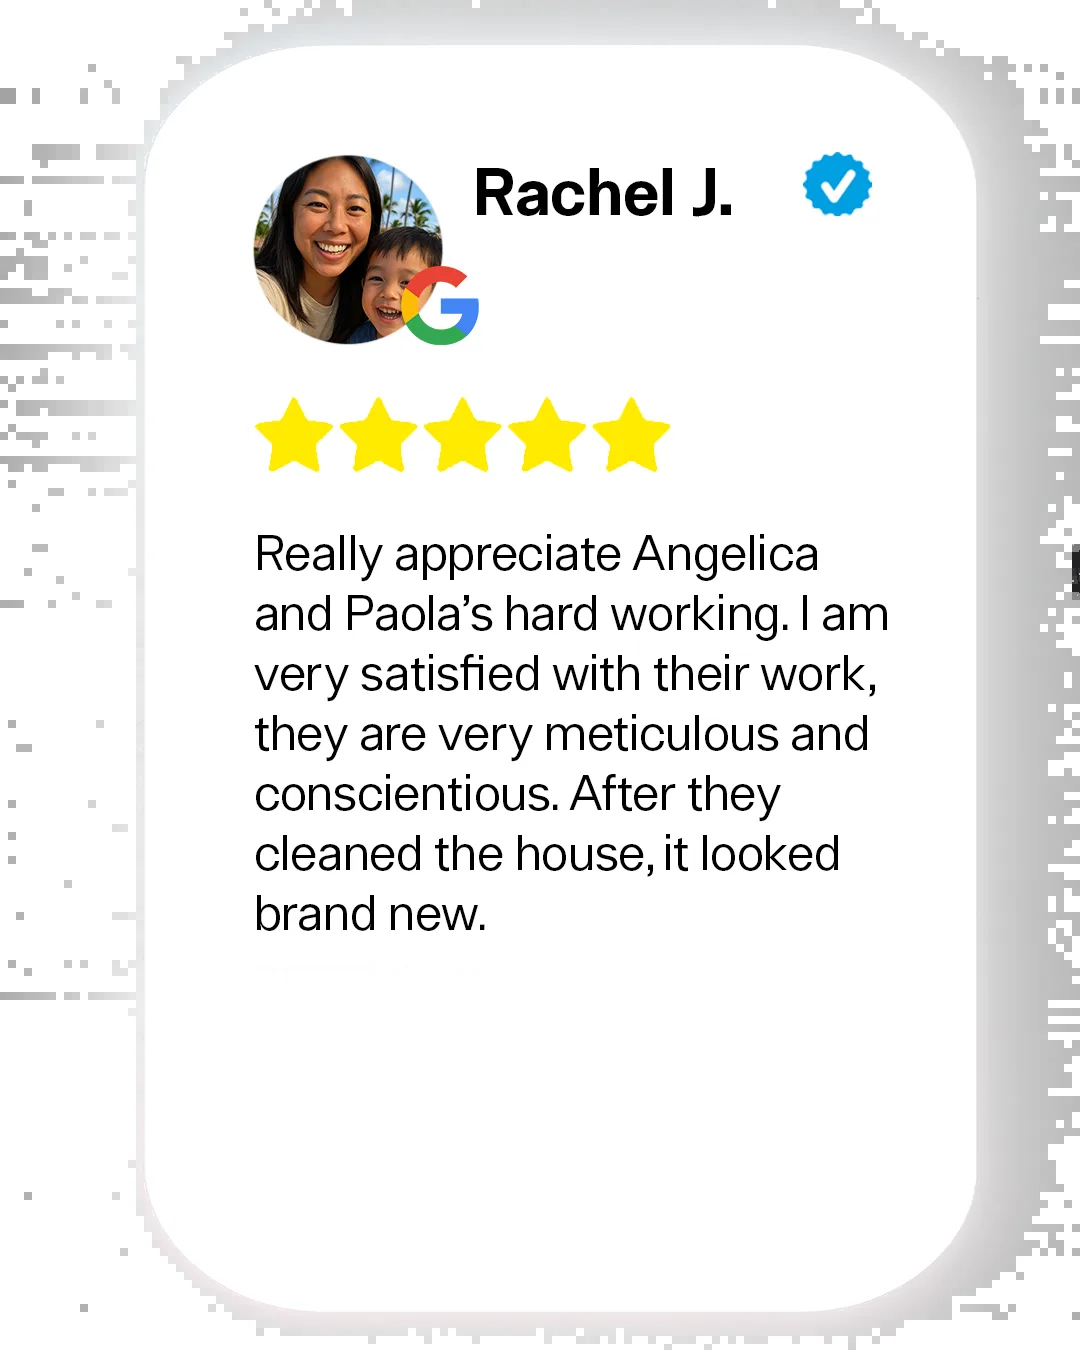 Rachel J.
Really appreciate Angelica
and Paola’s hard working. I am
very satisfied with their work,
they are very meticulous and
conscientious. After they
cleaned the house, it looked
brand new.